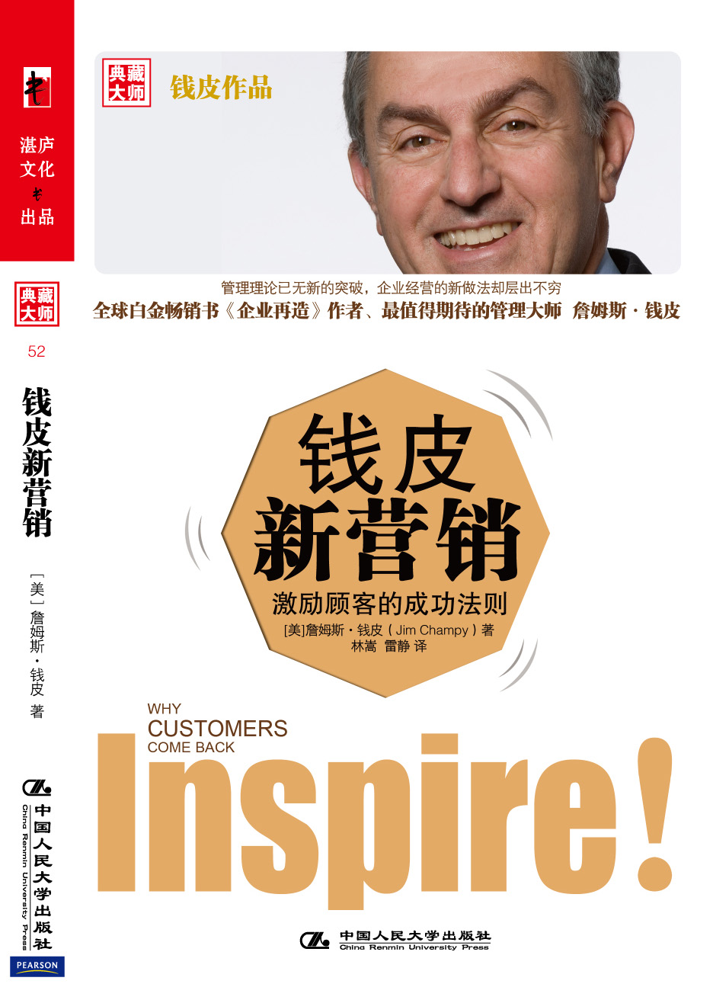 湛庐
文化
出品
典藏
大师
52
钱皮新营销
[美]詹姆斯·钱皮 著
中国人民大学出版社
China Renmin University Press
PEARSON
典藏
大师
钱皮作品
管理理论已无新的突破，企业经营的新做法却层出不穷
全球白金畅销书《企业再造》作者、最值得期待的管理大师 詹姆斯·钱皮
钱皮
新营销
激励顾客的成功法则
[美]詹姆斯·钱皮（Jim Champy）著
林嵩 雷静 译
WHY
CUSTOMERS
COME BACK
Inspire!
中国人民大学出版社
China Renmin University Press